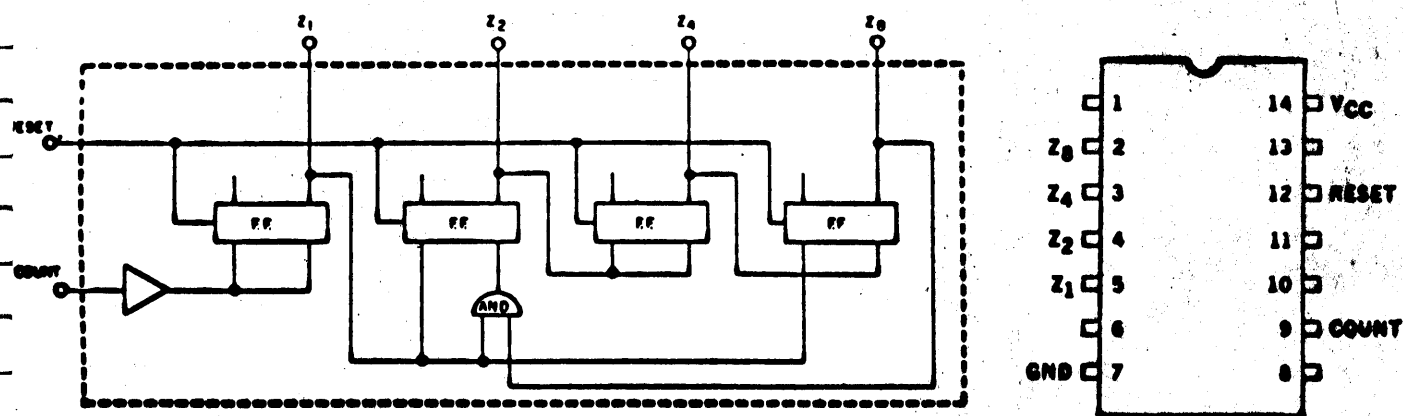 Z1 Z2 Z4 Z8
RESET
F.F. F.F. F.F. F.F.
COUNT
AND
1 14 VCC
Z8 2 13
Z4 3 12 RESET
Z2 4 11
Z1 5 10
6 9 COUNT
GND 7 8